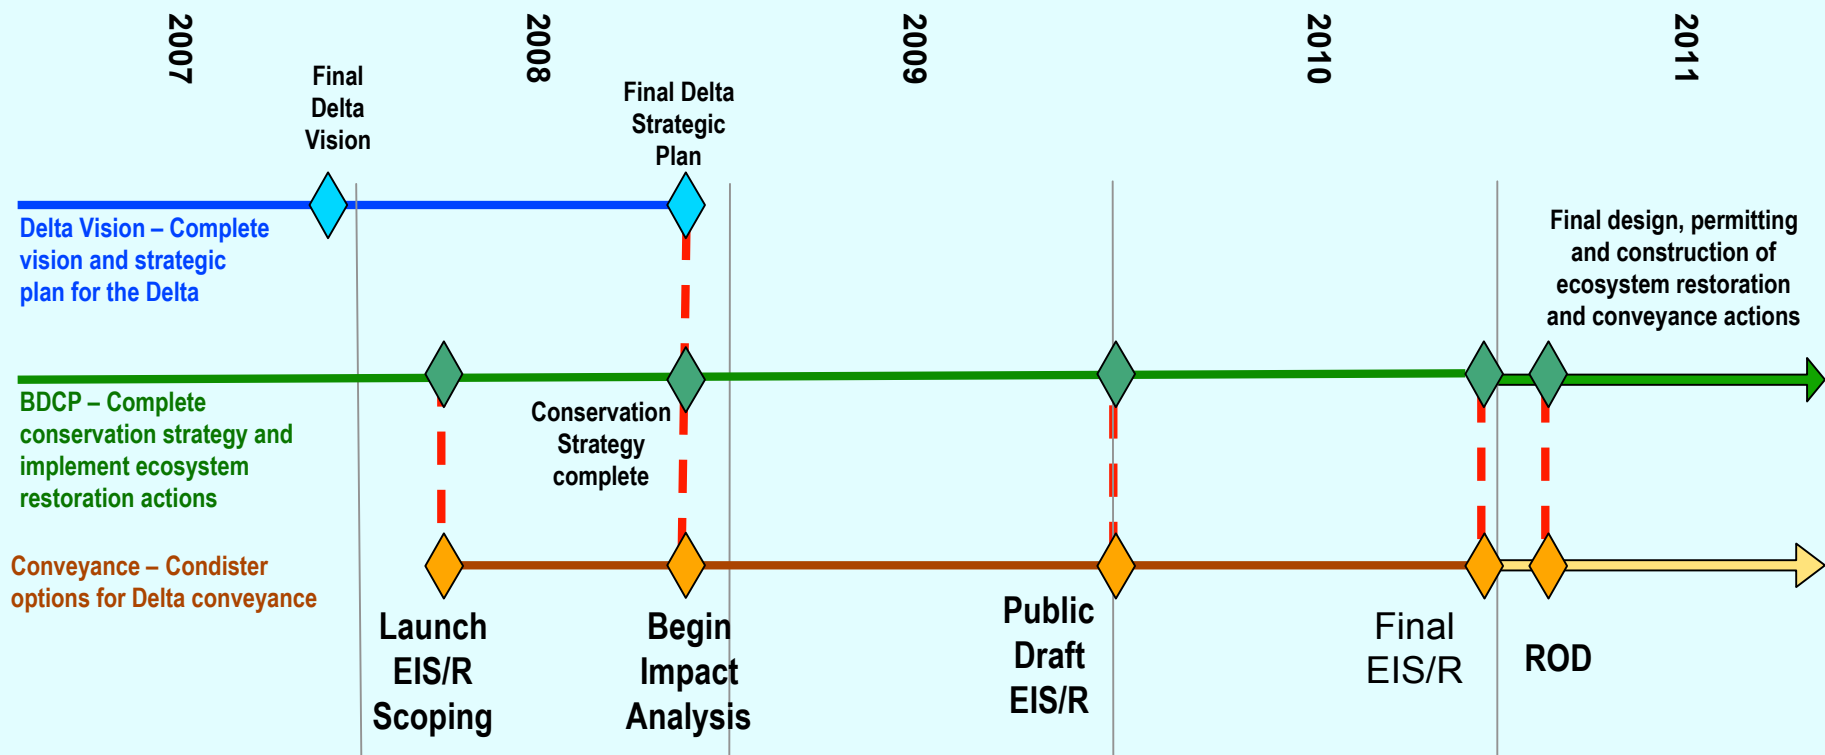 2007
2008
2009
2010
2011
Final
Delta
Vision
Final Delta
Strategic
Plan
Delta Vision – Complete
vision and strategic
plan for the Delta
Final design, permitting
and construction of
ecosystem restoration
and conveyance actions
BDCP – Complete
conservation strategy and
implement ecosystem
restoration actions
Conservation
Strategy
complete
Conveyance – Condister
options for Delta conveyance
Launch
EIS/R
Scoping
Begin
Impact
Analysis
Public
Draft
EIS/R
Final
EIS/R
ROD